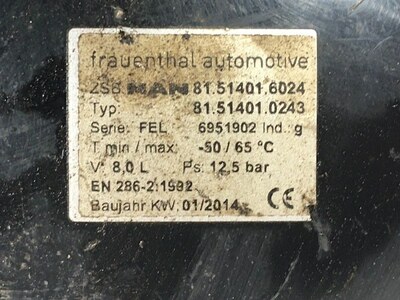 frauenthal automotive
ZSB MAN 81.51401.6024
Typ: 81.51401.0243
Serie: FEL 6951902 Ind.: g
T min / max: -50 / 65 °C
V: 8,0 L Ps: 12,5 bar
EN 286-2:1992
Baujahr KW: 01/2014 CE